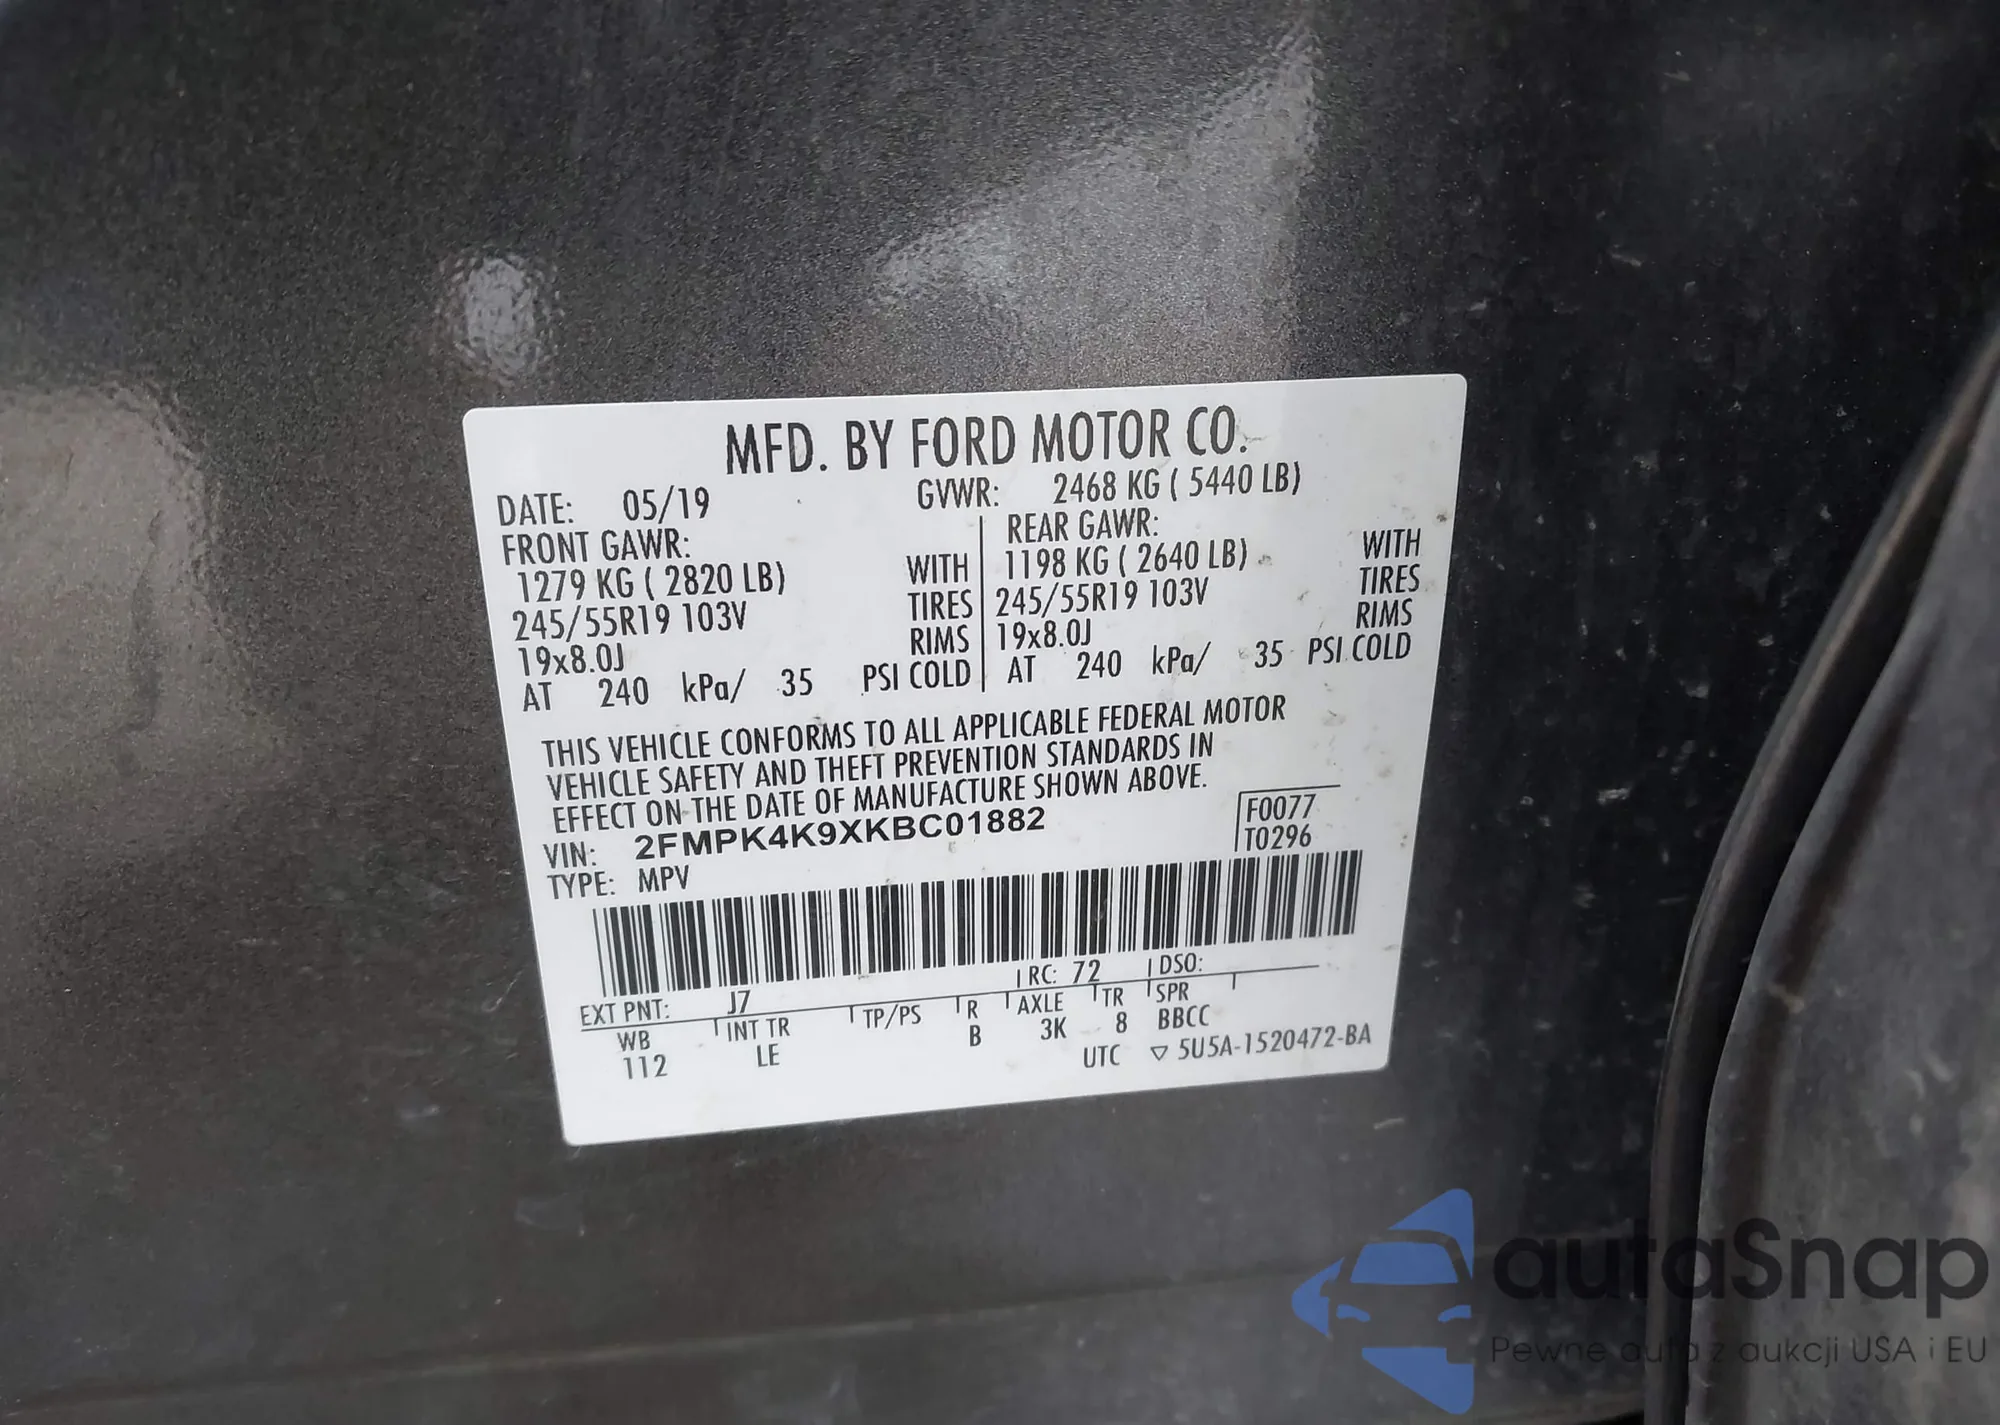 MFD. BY FORD MOTOR CO.
DATE: 05/19 GVWR: 2468 KG ( 5440 LB)
FRONT GAWR: REAR GAWR:
1279 KG ( 2820 LB) WITH 1198 KG ( 2640 LB) WITH
245/55R19 103V TIRES 245/55R19 103V TIRES
19x8.0J RIMS 19x8.0J RIMS
AT 240 kPa/ 35 PSI COLD AT 240 kPa/ 35 PSI COLD
THIS VEHICLE CONFORMS TO ALL APPLICABLE FEDERAL MOTOR
VEHICLE SAFETY AND THEFT PREVENTION STANDARDS IN
EFFECT ON THE DATE OF MANUFACTURE SHOWN ABOVE.
VIN: 2FMPK4K9XKBC01882 F0077
TYPE: MPV T0296
EXT PNT: J7 RC: 72 DSO:
WB INT TR TP/PS R AXLE TR SPR
112 LE B 3K 8 BBCC
UTC ▽ 5U5A-1520472-BA
autaSnap
Pewne auta z aukcji USA i EU